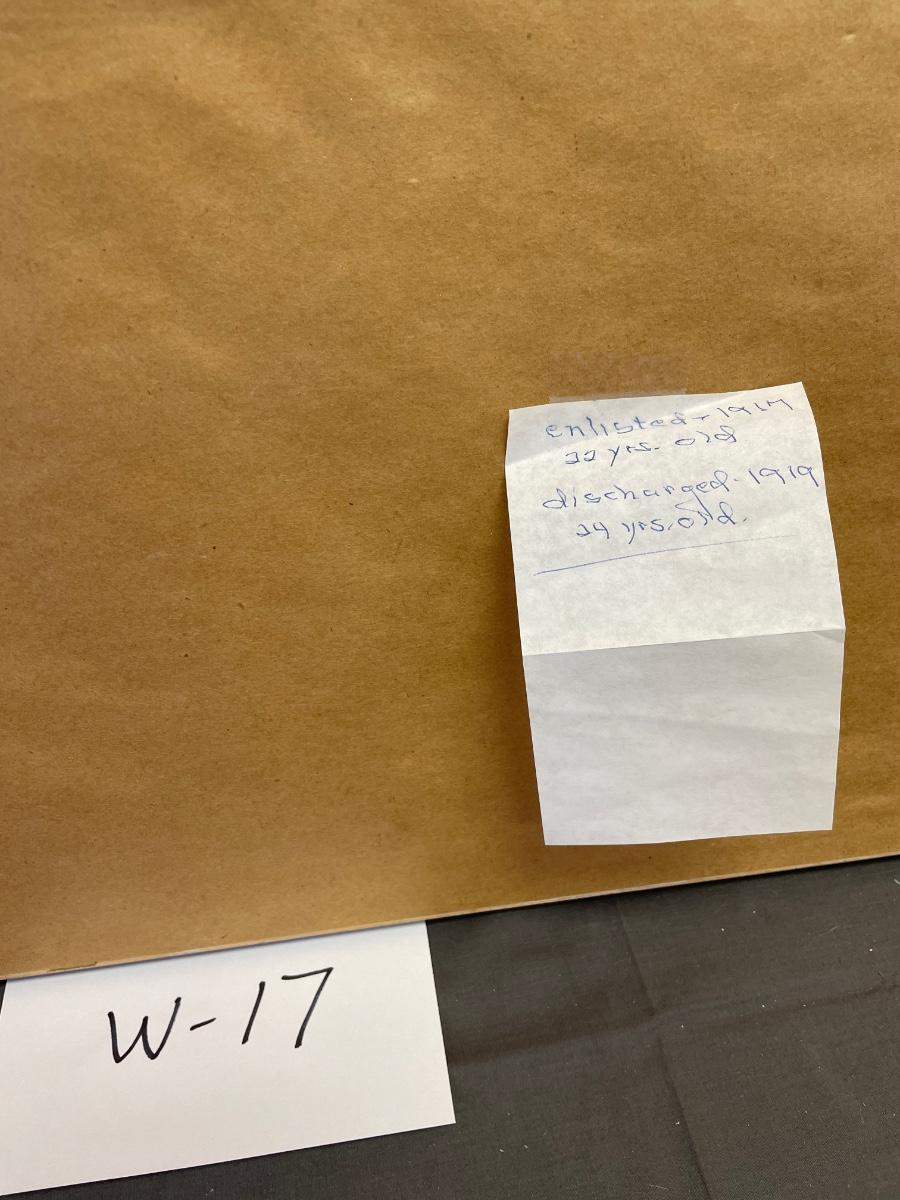 enlisted - 1917
22 yrs. old
discharged - 1919
24 yrs. old.
W-17